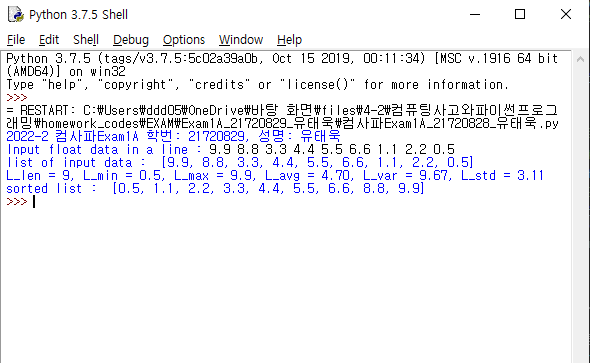 Python 3.7.5 Shell
File Edit Shell Debug Options Window Help
Python 3.7.5 (tags/v3.7.5:5c02a39a0b, Oct 15 2019, 00:11:34) [MSC v.1916 64 bit
(AMD64)] on win32
Type "help", "copyright", "credits" or "license()" for more information.
>>>
= RESTART: C:\Users\ddd05\OneDrive\바탕 화면\files\4-2\컴퓨팅사고와파이썬프로그
래밍\homework_codes\EXAM\Exam1A_21720829_유태욱\컴사파Exam1A_21720828_유태욱.py
2022-2 컴사파Exam1A 학번: 21720829, 성명: 유태욱
Input float data in a line : 9.9 8.8 3.3 4.4 5.5 6.6 1.1 2.2 0.5
list of input data :  [9.9, 8.8, 3.3, 4.4, 5.5, 6.6, 1.1, 2.2, 0.5]
L_len = 9, L_min = 0.5, L_max = 9.9, L_avg = 4.70, L_var = 9.67, L_std = 3.11
sorted list :  [0.5, 1.1, 2.2, 3.3, 4.4, 5.5, 6.6, 8.8, 9.9]
>>>